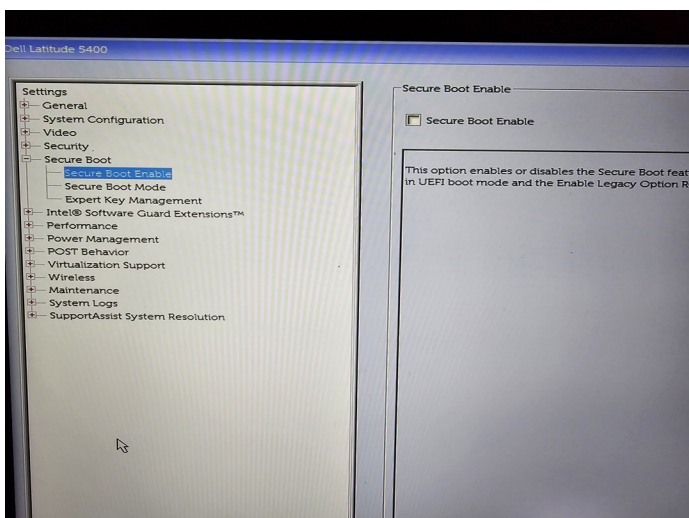 Dell Latitude 5400
Settings
General
System Configuration
Video
Security
Secure Boot
Secure Boot Enable
Secure Boot Mode
Expert Key Management
Intel® Software Guard Extensions™
Performance
Power Management
POST Behavior
Virtualization Support
Wireless
Maintenance
System Logs
SupportAssist System Resolution
Secure Boot Enable
Secure Boot Enable
This option enables or disables the Secure Boot feat
in UEFI boot mode and the Enable Legacy Option R